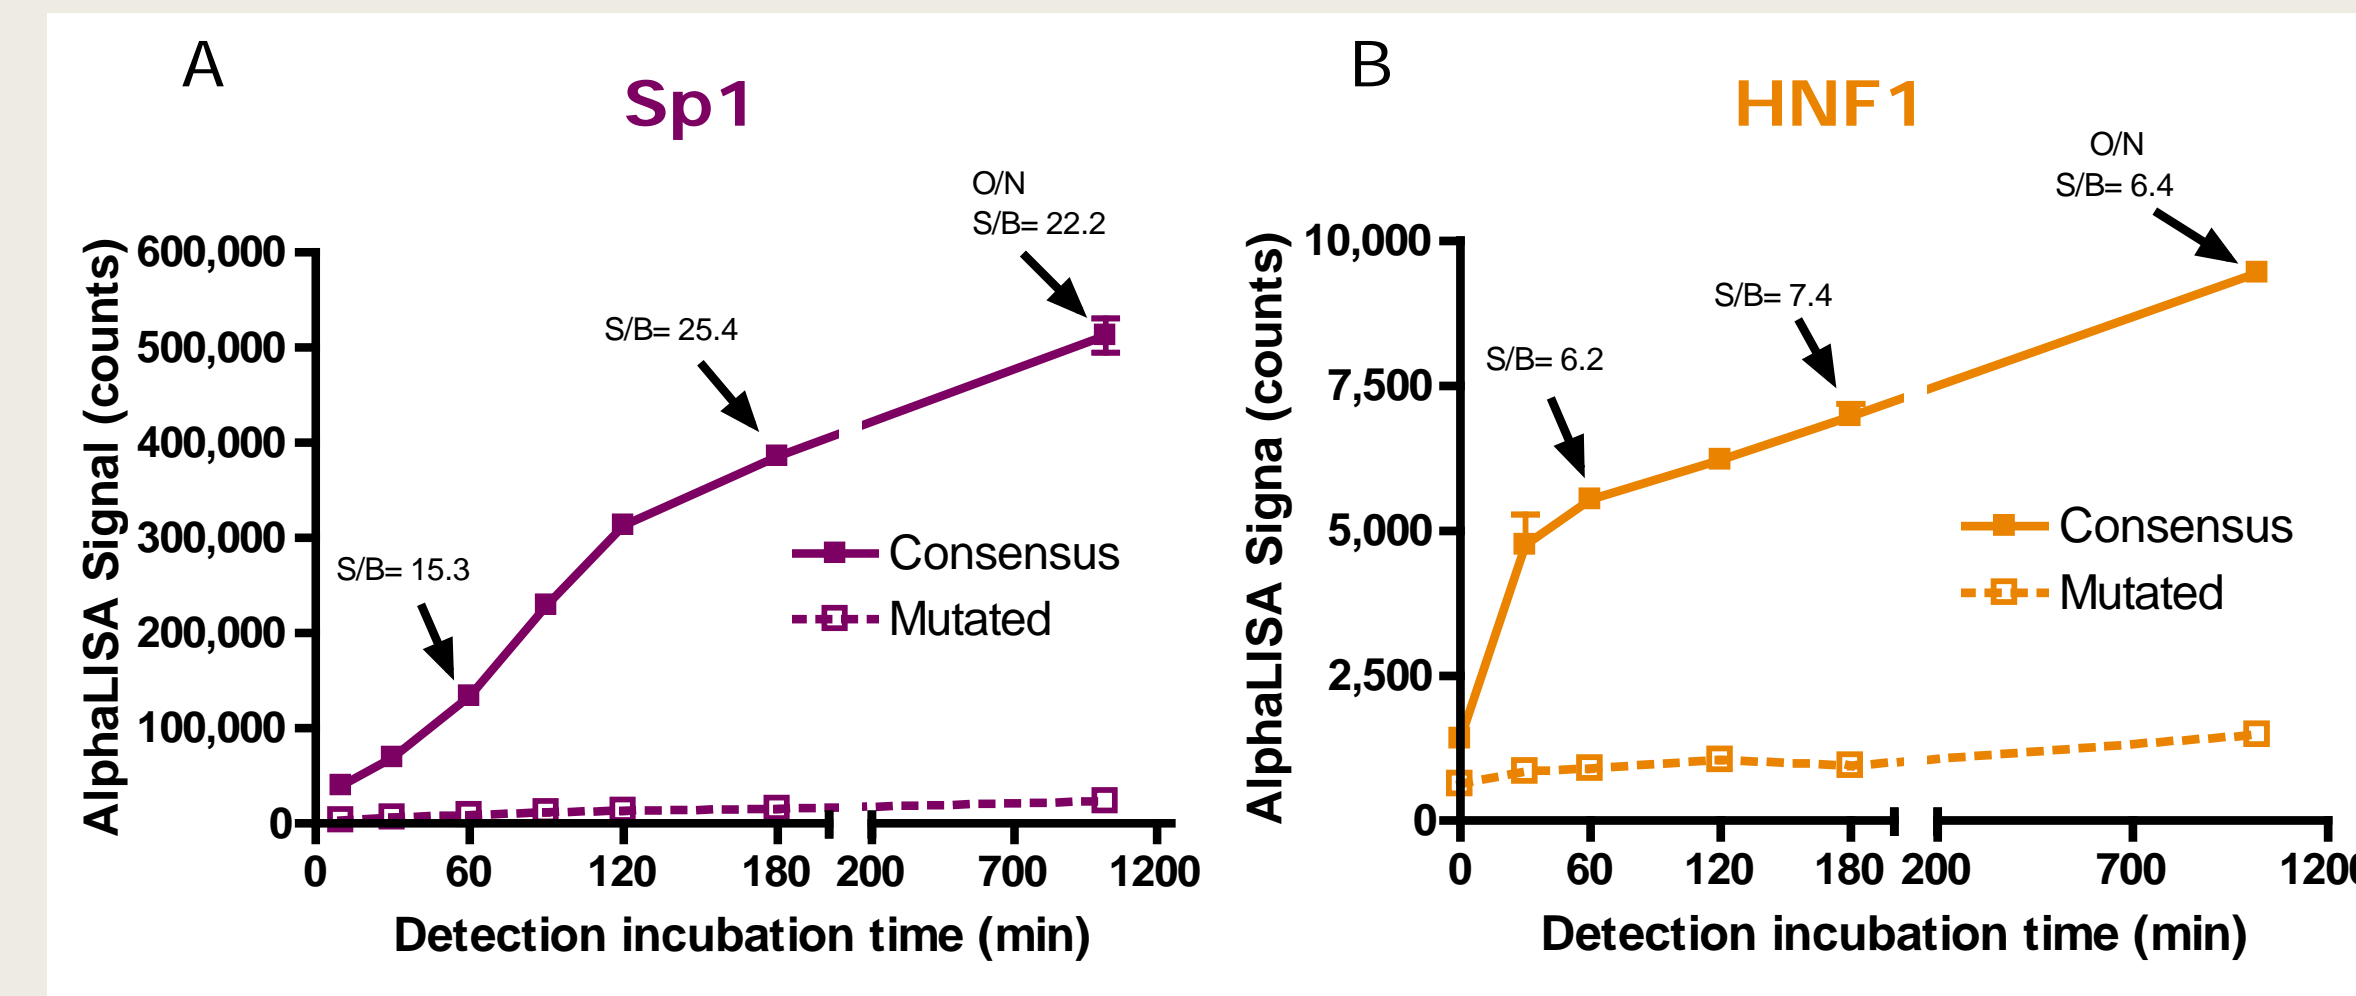 A
Sp1
O/N
S/B= 22.2
S/B= 25.4
S/B= 15.3
AlphaLISA Signal (counts)
600,000
500,000
400,000
300,000
200,000
100,000
0
Consensus
Mutated
0 60 120 180 200 700 1200
Detection incubation time (min)
B
HNF1
O/N
S/B= 6.4
S/B= 7.4
S/B= 6.2
AlphaLISA Signa (counts)
10,000
7,500
5,000
2,500
0
Consensus
Mutated
0 60 120 180 200 700 1200
Detection incubation time (min)